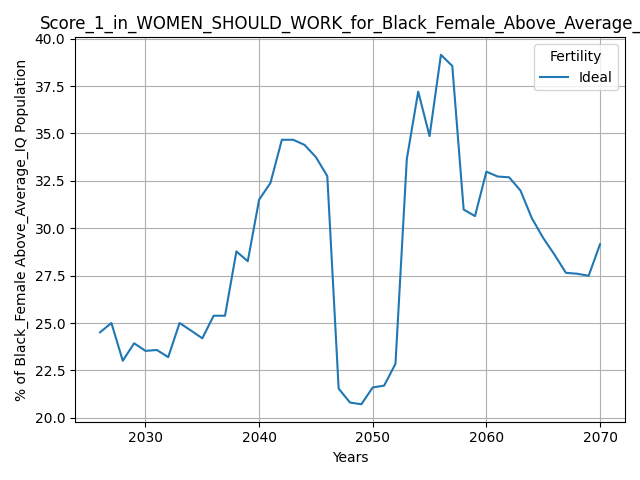 Score_1_in_WOMEN_SHOULD_WORK_for_Black_Female_Above_Average_
40.0
37.5
35.0
32.5
30.0
27.5
25.0
22.5
20.0
% of Black_Female Above_Average_IQ Population
Fertility
Ideal
2030
2040
2050
2060
2070
Years